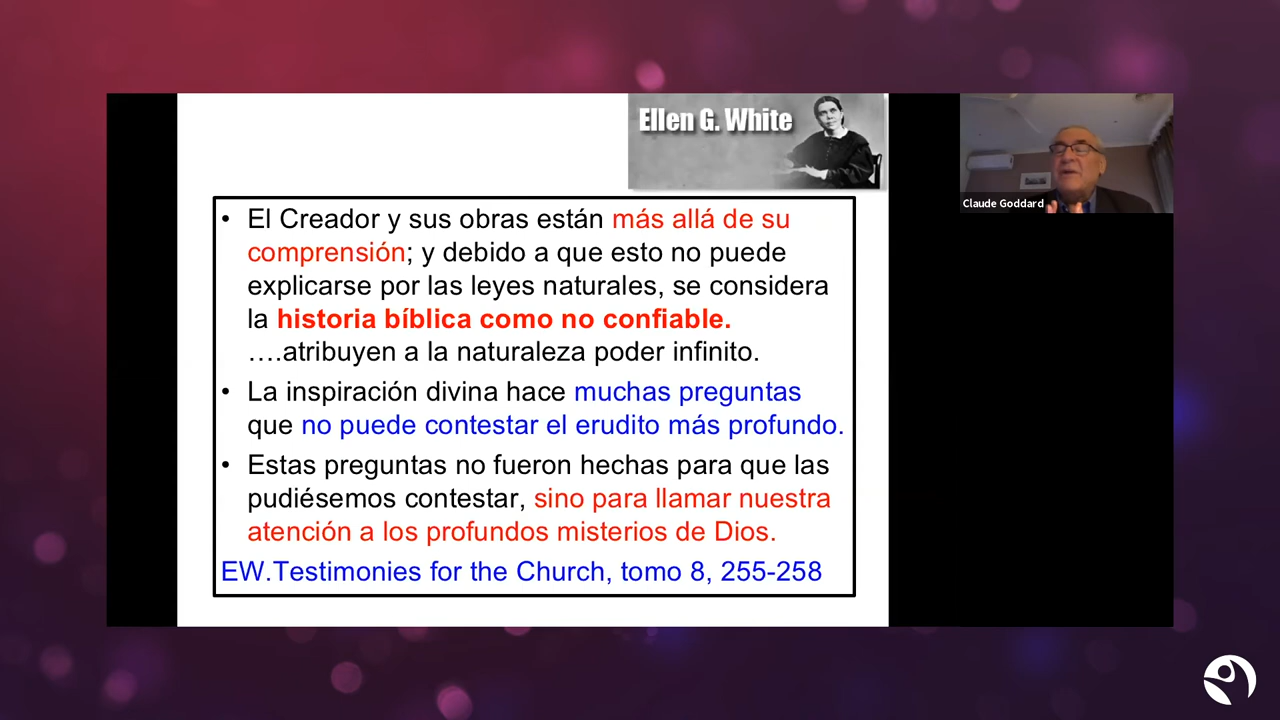 Ellen G. White
Claude Goddard
• El Creador y sus obras están más allá de su
comprensión; y debido a que esto no puede
explicarse por las leyes naturales, se considera
la historia bíblica como no confiable.
….atribuyen a la naturaleza poder infinito.
• La inspiración divina hace muchas preguntas
que no puede contestar el erudito más profundo.
• Estas preguntas no fueron hechas para que las
pudiésemos contestar, sino para llamar nuestra
atención a los profundos misterios de Dios.
EW.Testimonies for the Church, tomo 8, 255-258